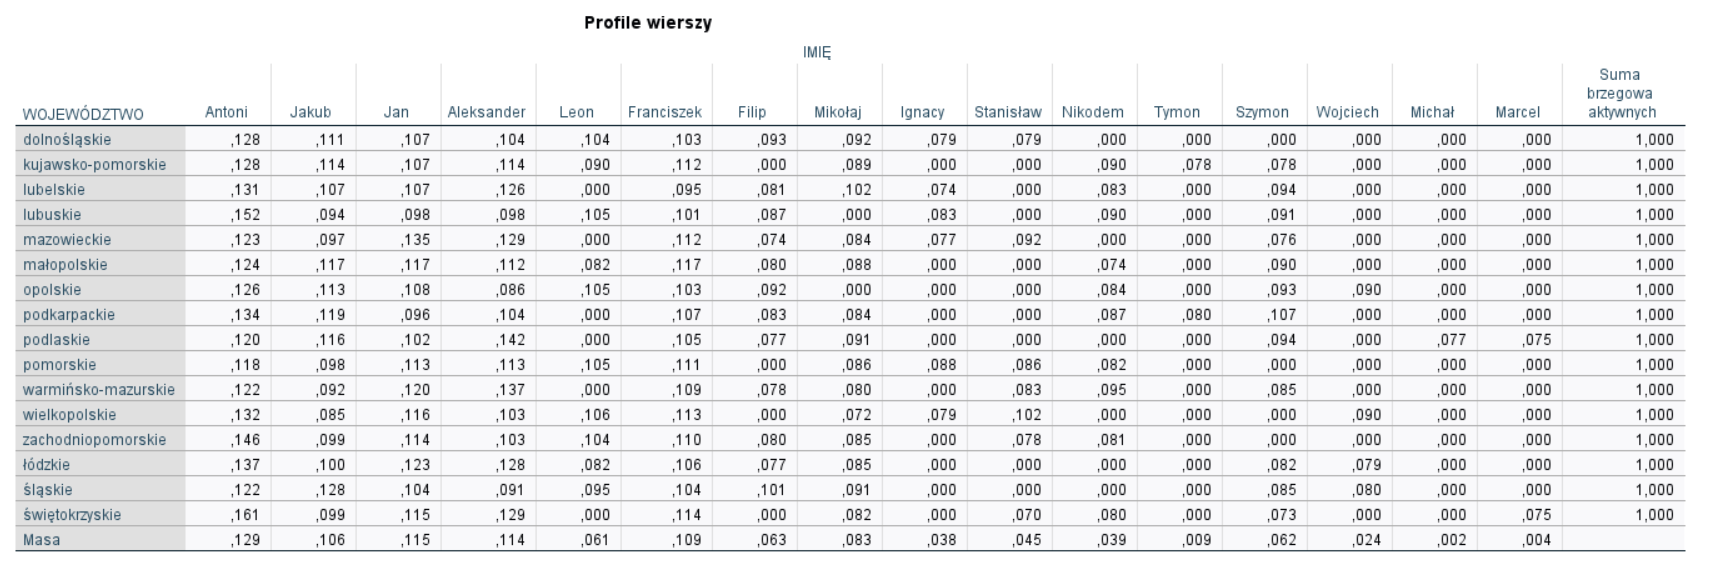 Profile wierszy
IMIĘ
WOJEWÓDZTWO Antoni Jakub Jan Aleksander Leon Franciszek Filip Mikołaj Ignacy Stanisław Nikodem Tymon Szymon Wojciech Michał Marcel Suma brzegowa aktywnych
dolnośląskie ,128 ,111 ,107 ,104 ,104 ,103 ,093 ,092 ,079 ,079 ,000 ,000 ,000 ,000 ,000 ,000 1,000
kujawsko-pomorskie ,128 ,114 ,107 ,114 ,090 ,112 ,000 ,089 ,000 ,000 ,090 ,078 ,078 ,000 ,000 ,000 1,000
lubelskie ,131 ,107 ,107 ,126 ,000 ,095 ,081 ,102 ,074 ,000 ,083 ,000 ,094 ,000 ,000 ,000 1,000
lubuskie ,152 ,094 ,098 ,098 ,105 ,101 ,087 ,000 ,083 ,000 ,090 ,000 ,091 ,000 ,000 ,000 1,000
mazowieckie ,123 ,097 ,135 ,129 ,000 ,112 ,074 ,084 ,077 ,092 ,000 ,000 ,076 ,000 ,000 ,000 1,000
małopolskie ,124 ,117 ,117 ,112 ,082 ,117 ,080 ,088 ,000 ,000 ,074 ,000 ,090 ,000 ,000 ,000 1,000
opolskie ,126 ,113 ,108 ,086 ,105 ,103 ,092 ,000 ,000 ,000 ,084 ,000 ,093 ,090 ,000 ,000 1,000
podkarpackie ,134 ,119 ,096 ,104 ,000 ,107 ,083 ,084 ,000 ,000 ,087 ,080 ,107 ,000 ,000 ,000 1,000
podlaskie ,120 ,116 ,102 ,142 ,000 ,105 ,077 ,091 ,000 ,000 ,000 ,000 ,094 ,000 ,077 ,075 1,000
pomorskie ,118 ,098 ,113 ,113 ,105 ,111 ,000 ,086 ,088 ,086 ,082 ,000 ,000 ,000 ,000 ,000 1,000
warmińsko-mazurskie ,122 ,092 ,120 ,137 ,000 ,109 ,078 ,080 ,000 ,083 ,095 ,000 ,085 ,000 ,000 ,000 1,000
wielkopolskie ,132 ,085 ,116 ,103 ,106 ,113 ,000 ,072 ,079 ,102 ,000 ,000 ,000 ,090 ,000 ,000 1,000
zachodniopomorskie ,146 ,099 ,114 ,103 ,104 ,110 ,080 ,085 ,000 ,078 ,081 ,000 ,000 ,000 ,000 ,000 1,000
łódzkie ,137 ,100 ,123 ,128 ,082 ,106 ,077 ,085 ,000 ,000 ,000 ,000 ,082 ,079 ,000 ,000 1,000
śląskie ,122 ,128 ,104 ,091 ,095 ,104 ,101 ,091 ,000 ,000 ,000 ,000 ,085 ,080 ,000 ,000 1,000
świętokrzyskie ,161 ,099 ,115 ,129 ,000 ,114 ,000 ,082 ,000 ,070 ,080 ,000 ,073 ,000 ,000 ,075 1,000
Masa ,129 ,106 ,115 ,114 ,061 ,109 ,063 ,083 ,038 ,045 ,039 ,009 ,062 ,024 ,002 ,004